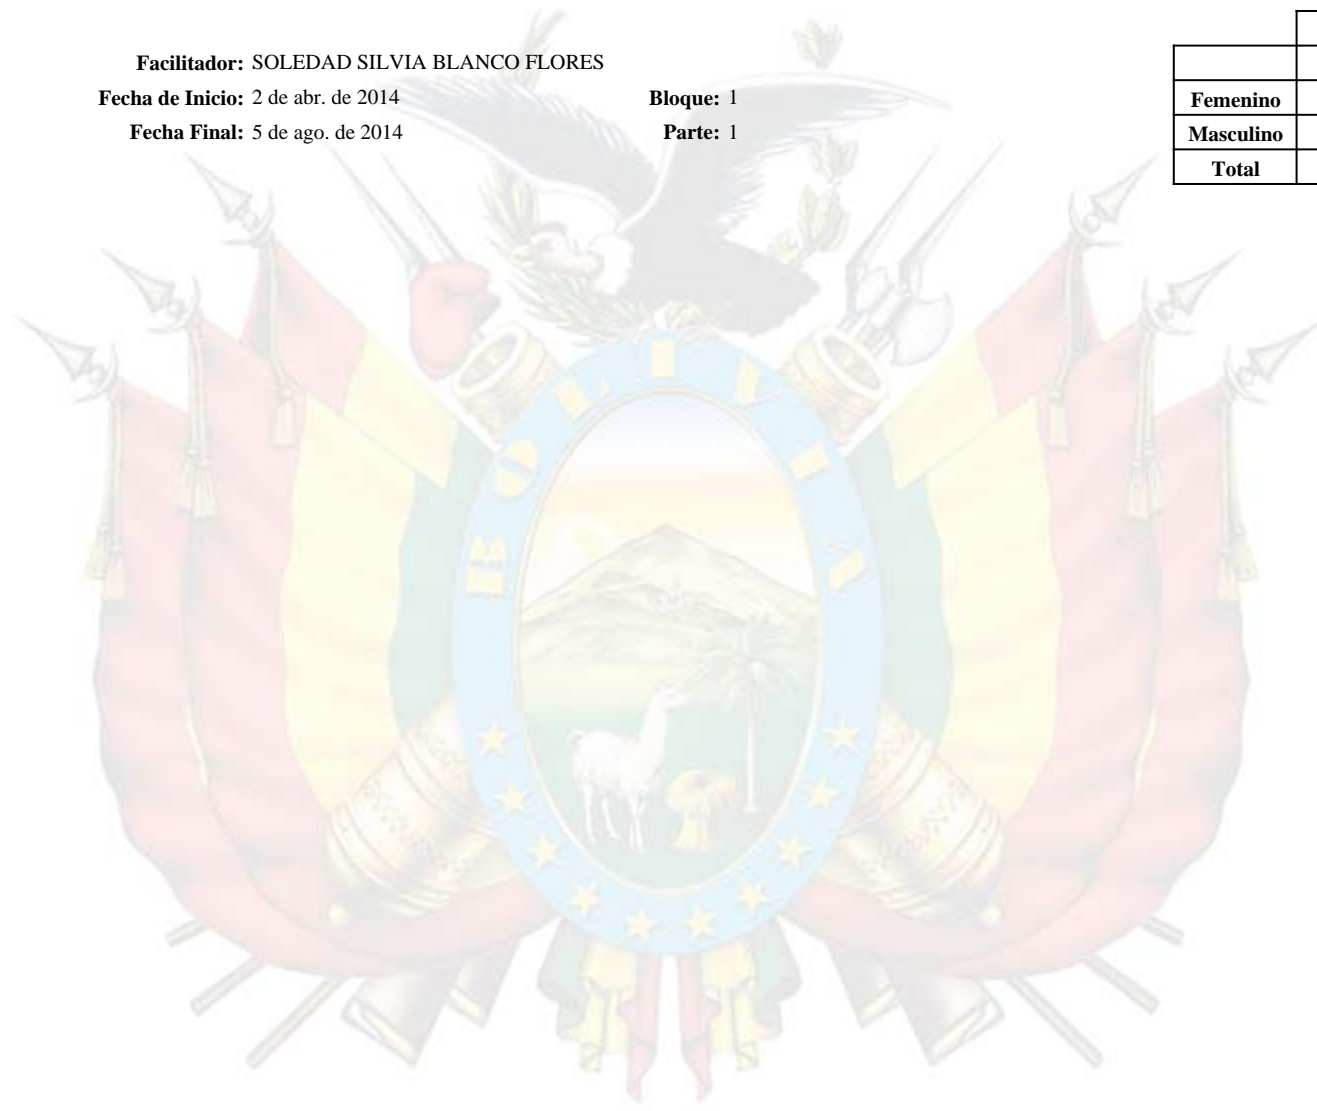 Facilitador: SOLEDAD SILVIA BLANCO FLORES
Fecha de Inicio: 2 de abr. de 2014 Bloque: 1
Fecha Final: 5 de ago. de 2014 Parte: 1
Femenino
Masculino
Total
BOLIVIA